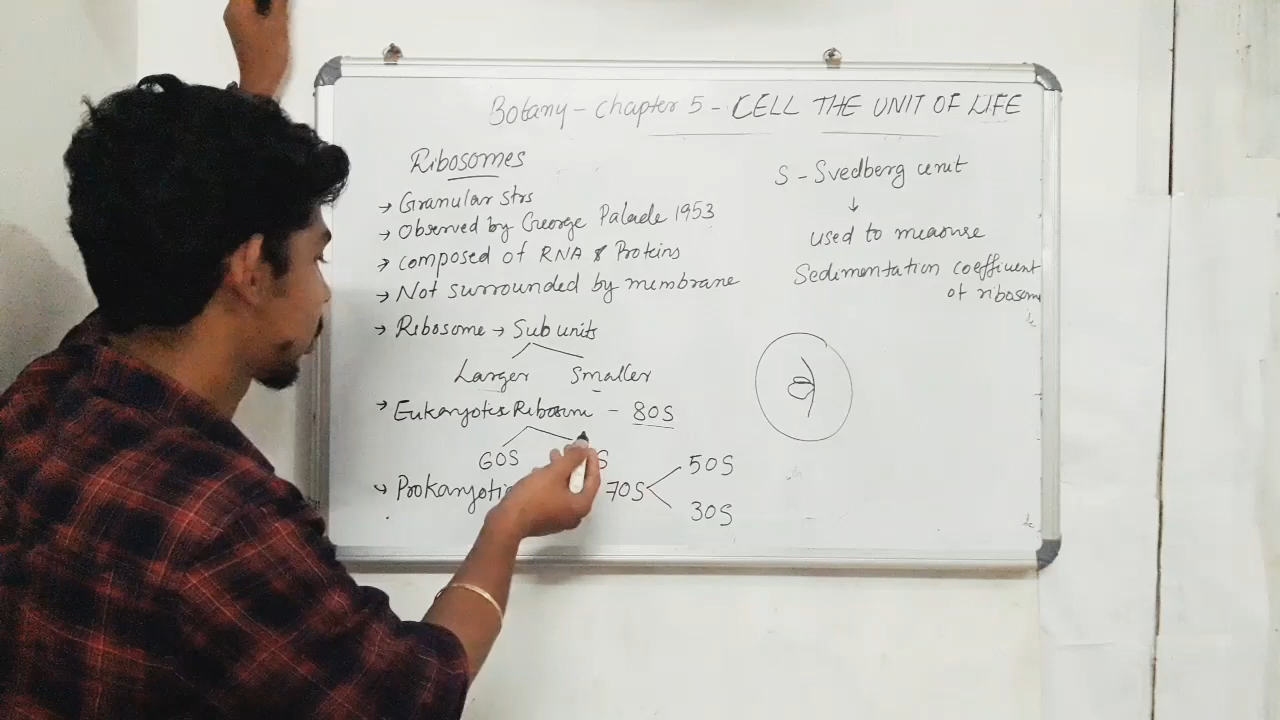 Botany - Chapter 5 - CELL THE UNIT OF LIFE
Ribosomes
→ Granular strs
→ Observed by George Palade 1953
→ composed of RNA & Proteins
→ Not surrounded by membrane
→ Ribosome → Sub units
Larger Smaller
→ Eukaryotes Ribosome - 80S
60S S
→ Prokaryotic 70S
50S
30S
S - Svedberg unit
↓
used to measure
Sedimentation coefficient
of ribosome